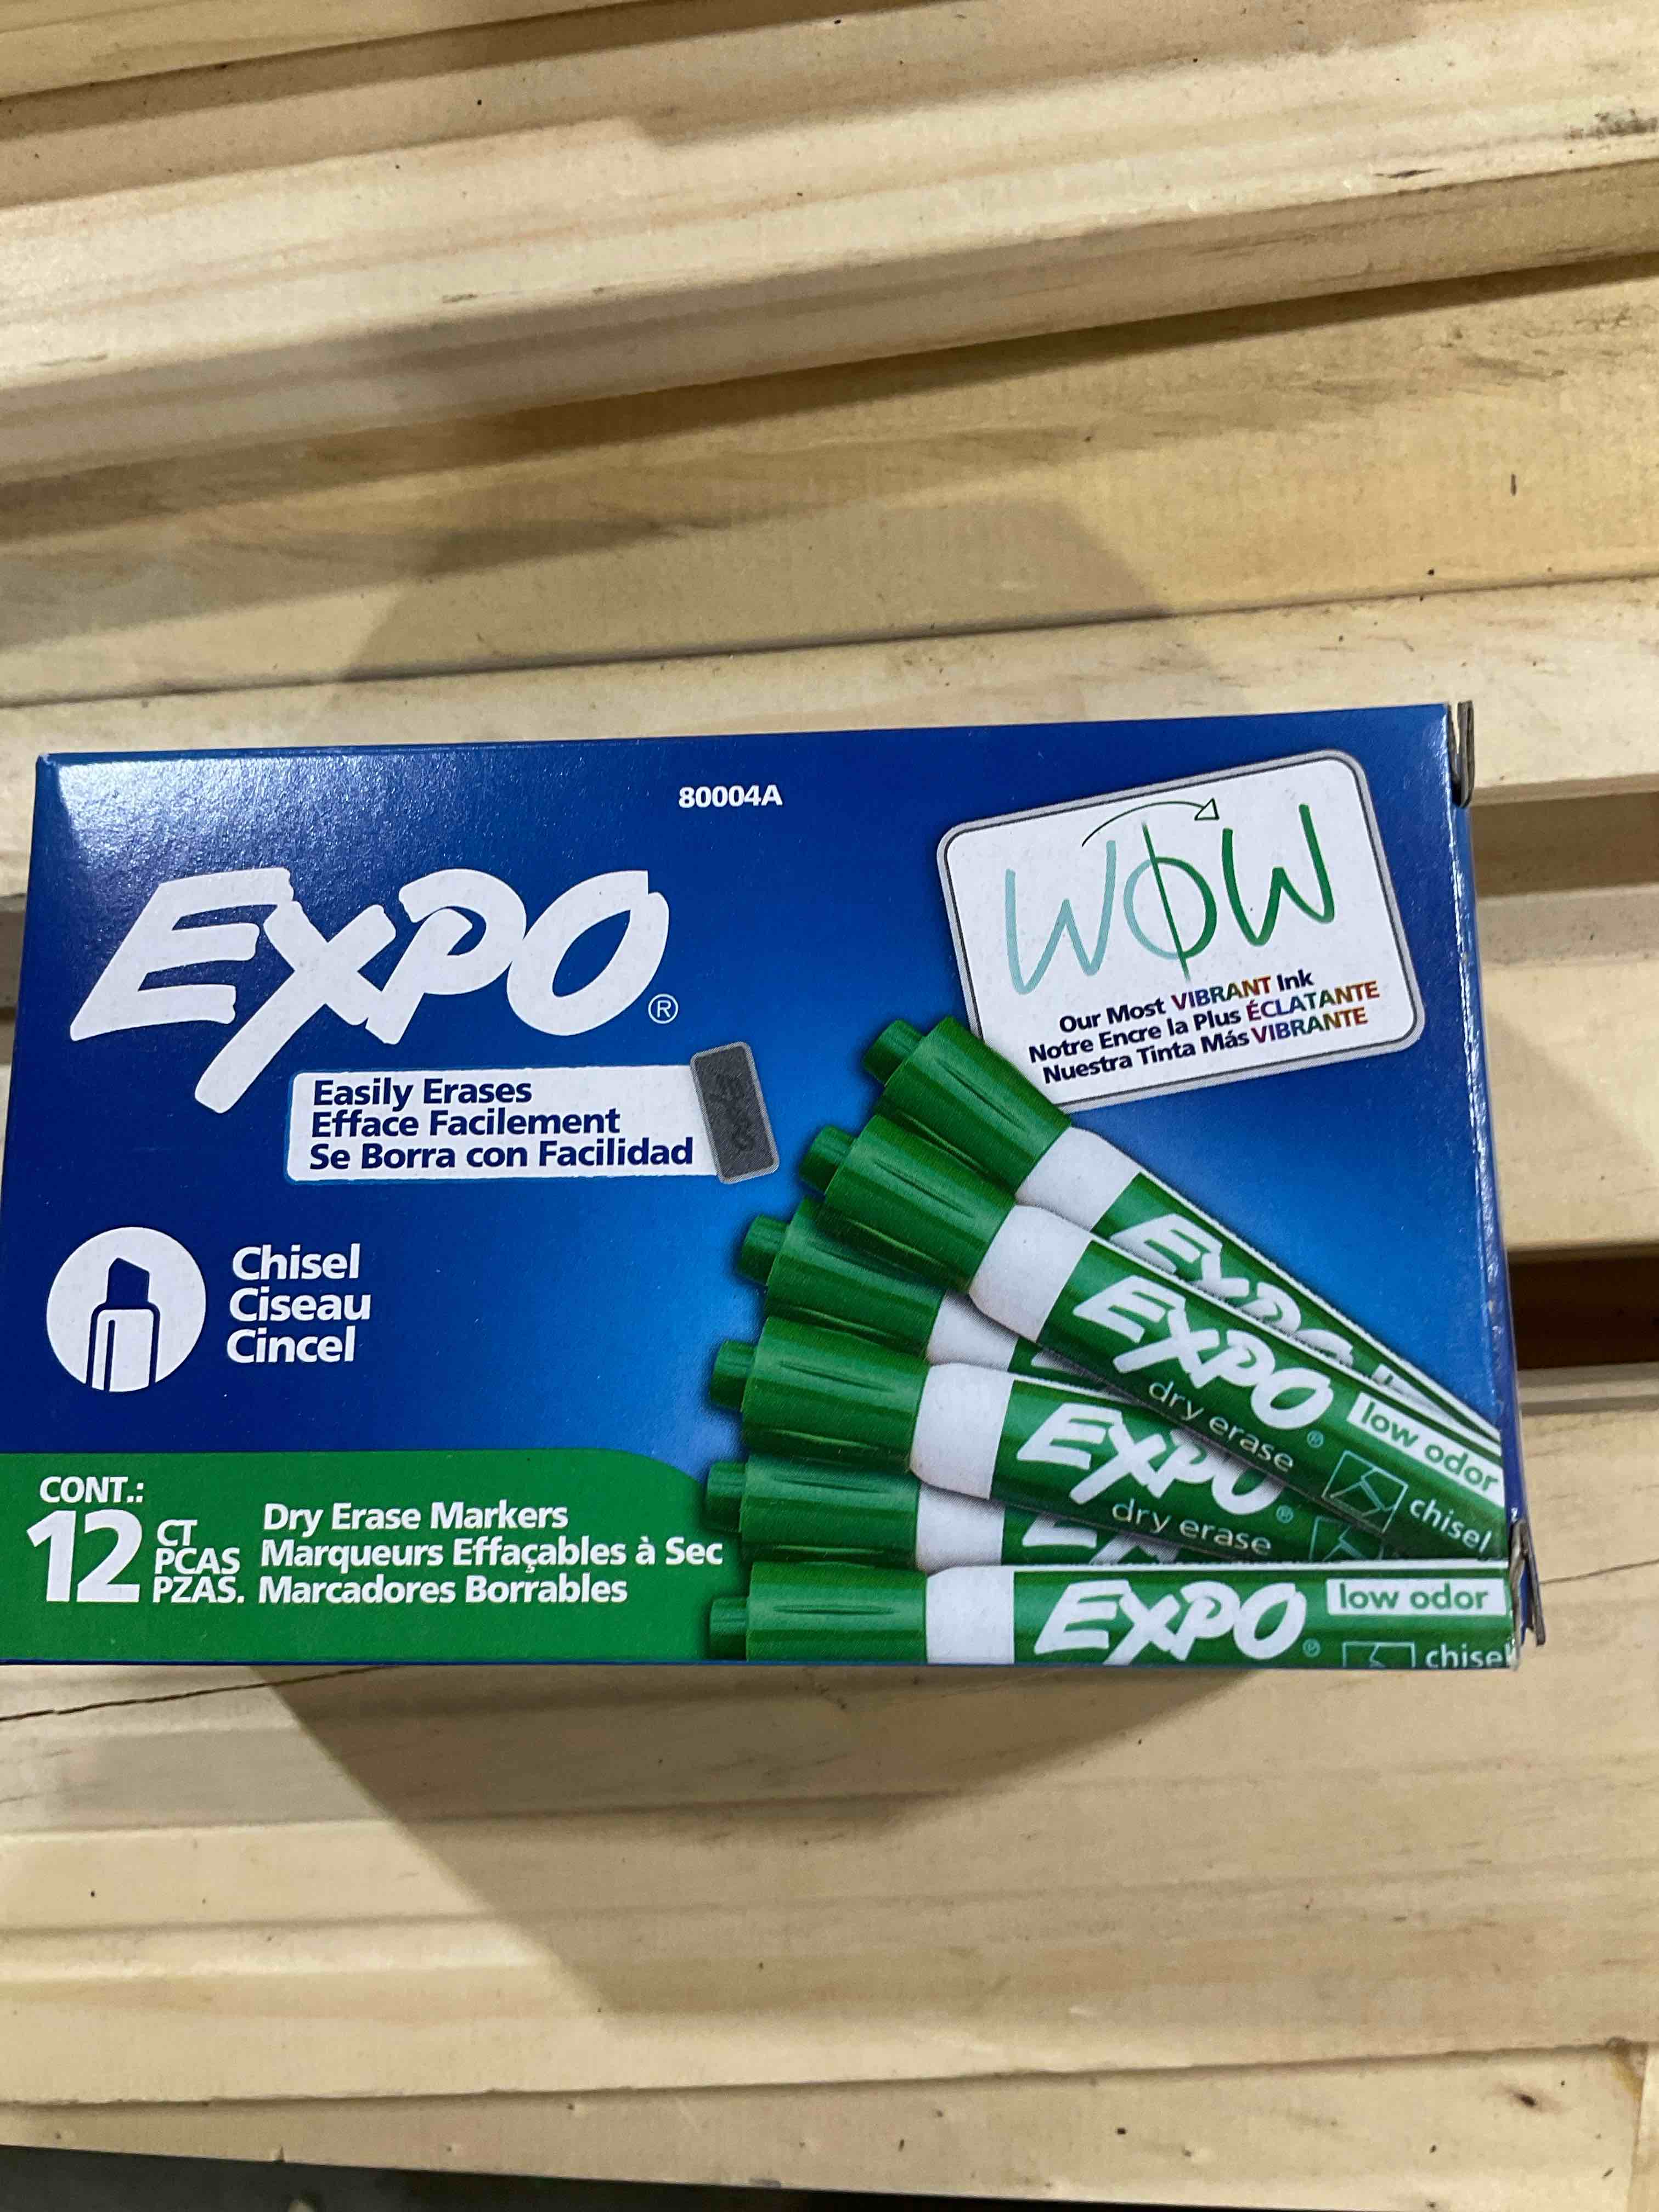 80004A
EXPO®
WOW
Our Most VIBRANT Ink
Notre Encre la Plus ÉCLATANTE
Nuestra Tinta Más VIBRANTE
Easily Erases
Efface Facilement
Se Borra con Facilidad
EXPO
Chisel
Ciseau
Cincel
CONT.:
12 CT
PCAS
PZAS.
Dry Erase Markers
Marqueurs Effaçables à Sec
Marcadores Borrables
EXPO
EXPO® low odor
dry erase chisel
EXPO®
dry erase
EXPO® low odor
chisel